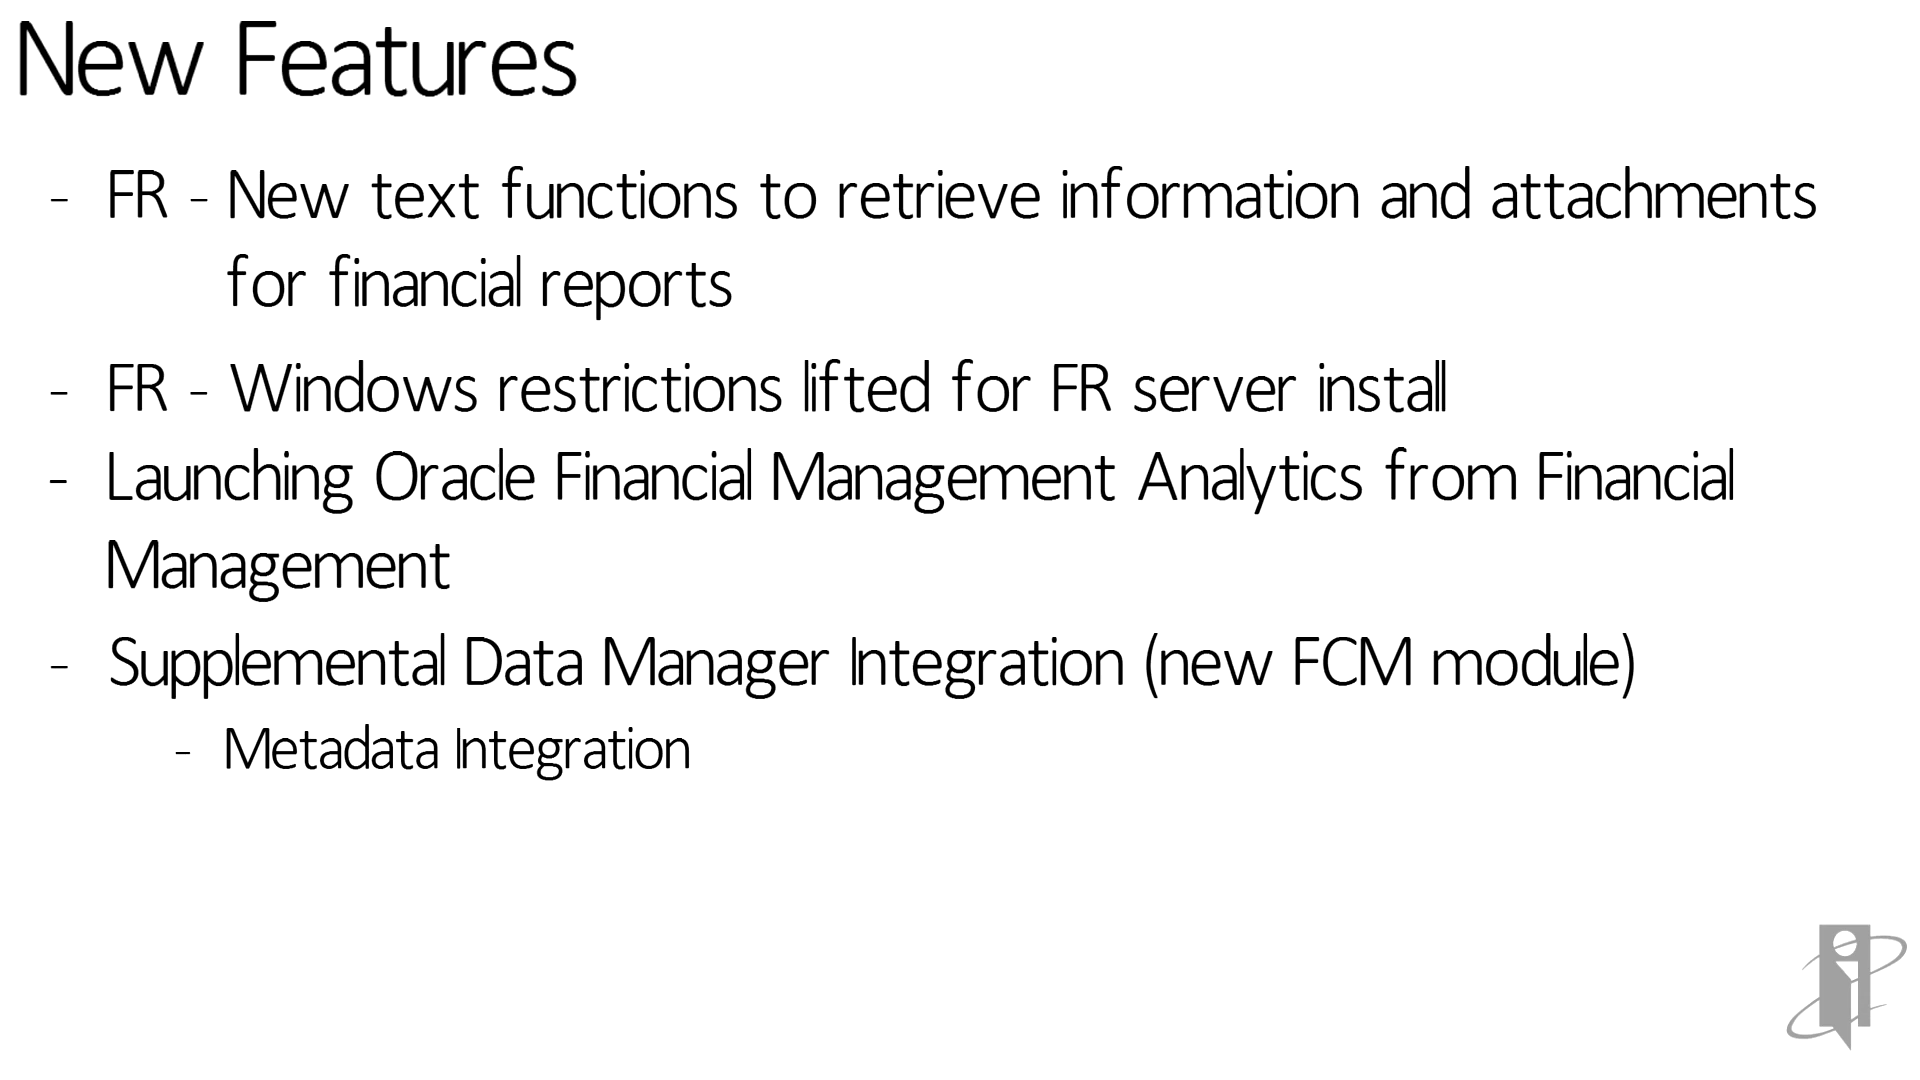 New Features
- FR - New text functions to retrieve information and attachments
for financial reports
- FR - Windows restrictions lifted for FR server install
- Launching Oracle Financial Management Analytics from Financial
Management
- Supplemental Data Manager Integration (new FCM module)
- Metadata Integration